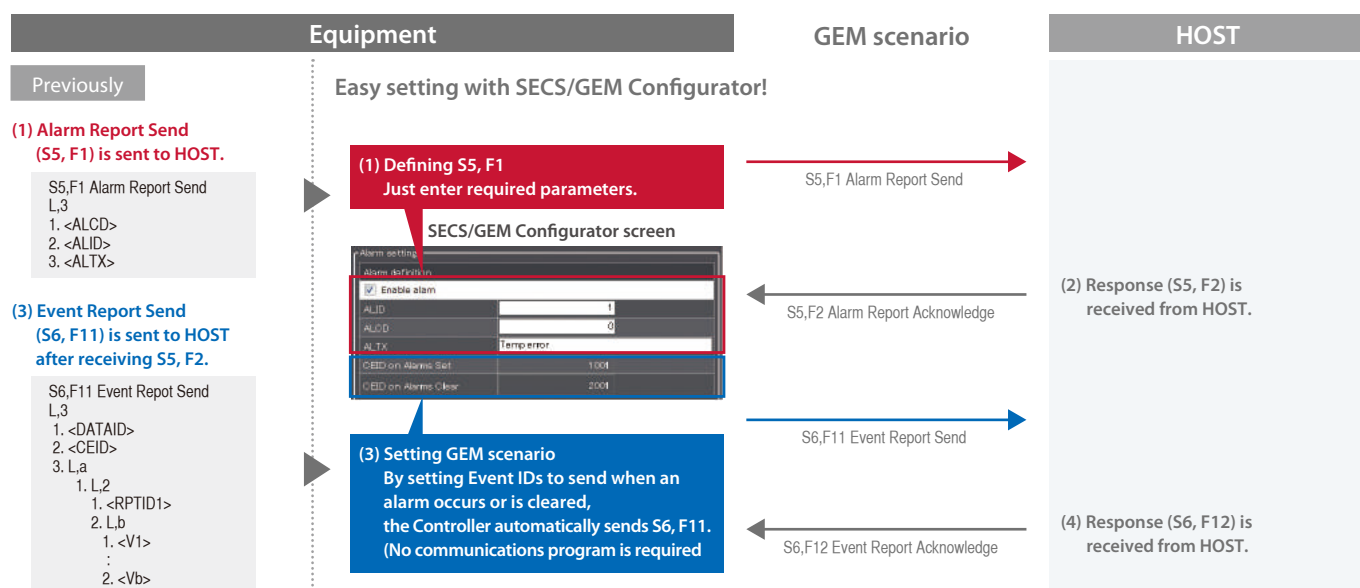 Equipment
GEM scenario
HOST
Previously
Easy setting with SECS/GEM Configurator!
(1) Alarm Report Send
(S5, F1) is sent to HOST.
S5,F1 Alarm Report Send
L,3
1. <ALCD>
2. <ALID>
3. <ALTX>
(3) Event Report Send
(S6, F11) is sent to HOST
after receiving S5, F2.
S6,F11 Event Repot Send
L,3
1. <DATAID>
2. <CEID>
3. L,a
1. L,2
1. <RPTID1>
2. L,b
1. <V1>
:
2. <Vb>
(1) Defining S5, F1
Just enter required parameters.
SECS/GEM Configurator screen
Alarm setting
Alarm definition
Enable alarm
ALID 1
ALCD 0
ALTX Temp error
CEID on Alarms Set 1001
CEID on Alarms Clear 2001
(3) Setting GEM scenario
By setting Event IDs to send when an
alarm occurs or is cleared,
the Controller automatically sends S6, F11.
(No communications program is required
S5,F1 Alarm Report Send
S5,F2 Alarm Report Acknowledge
S6,F11 Event Report Send
S6,F12 Event Report Acknowledge
(2) Response (S5, F2) is
received from HOST.
(4) Response (S6, F12) is
received from HOST.